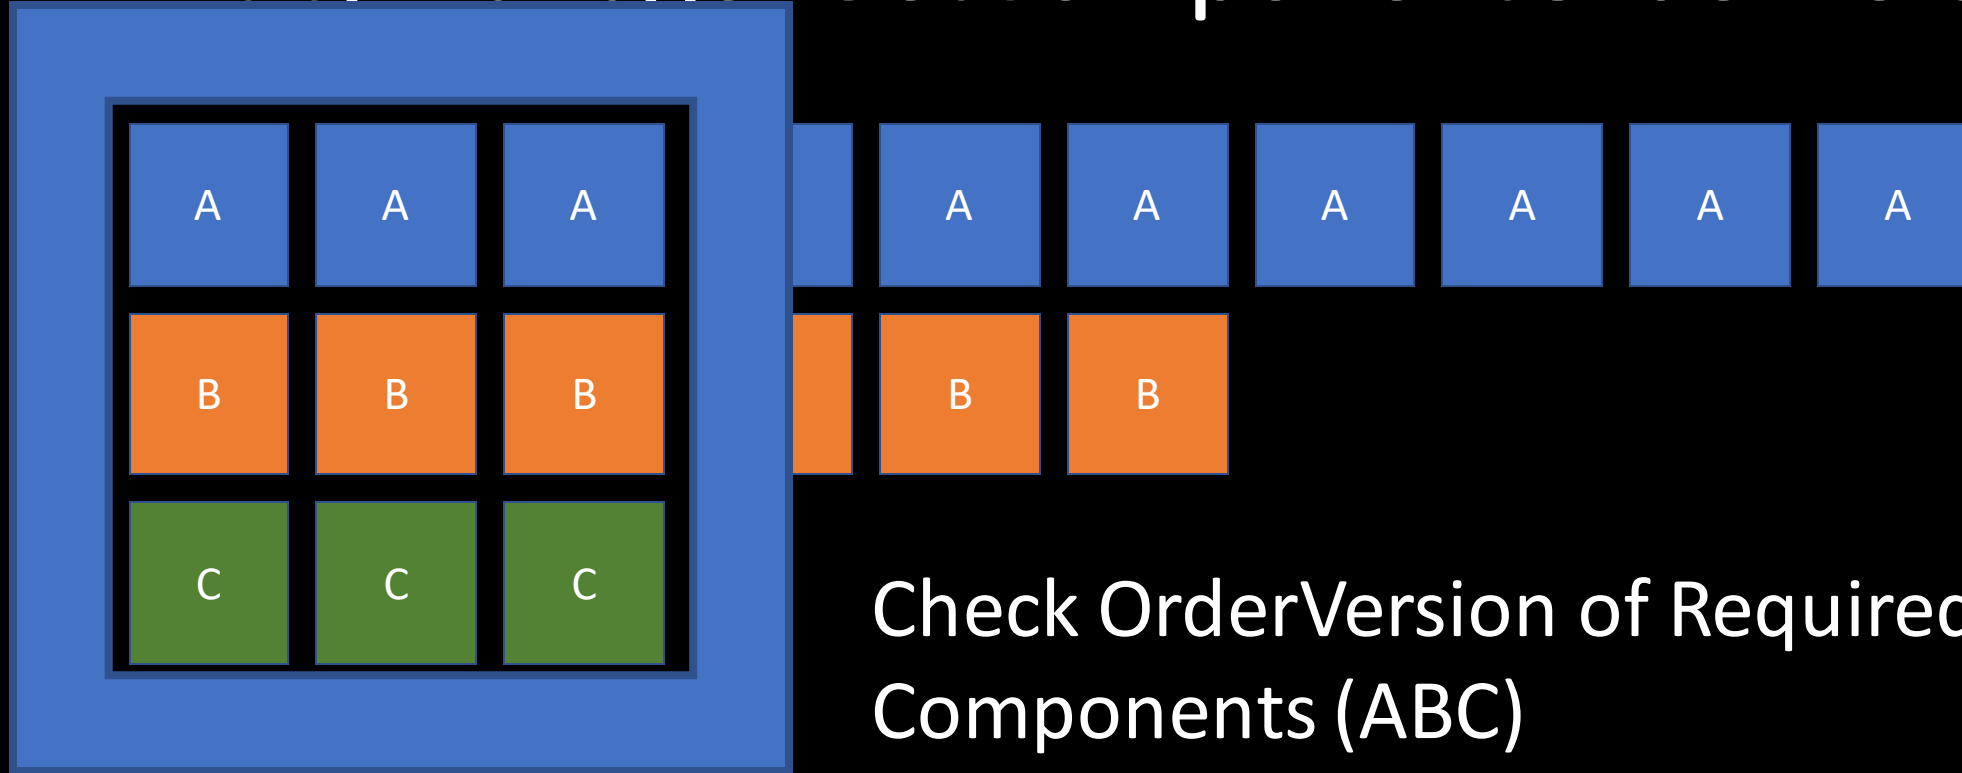 A A A A A A A A A
B B B B B
C C C
Check OrderVersion of Required
Components (ABC)